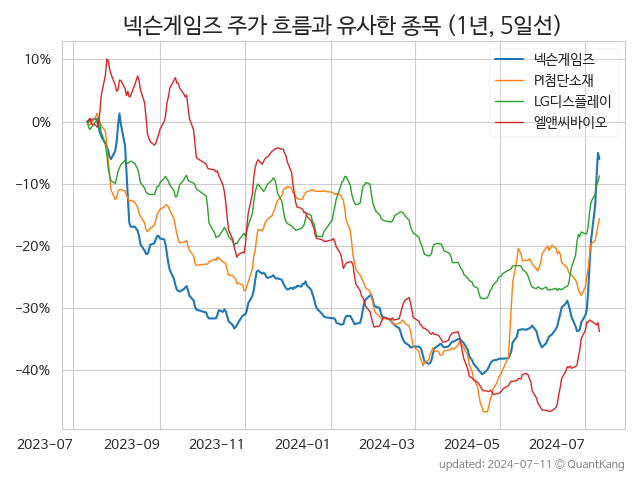 넥슨게임즈 주가 흐름과 유사한 종목 (1년, 5일선)
넥슨게임즈
PI첨단소재
LG디스플레이
엘앤씨바이오
10%
0%
−10%
−20%
−30%
−40%
2023-07 2023-09 2023-11 2024-01 2024-03 2024-05 2024-07
updated: 2024-07-11 © QuantKang